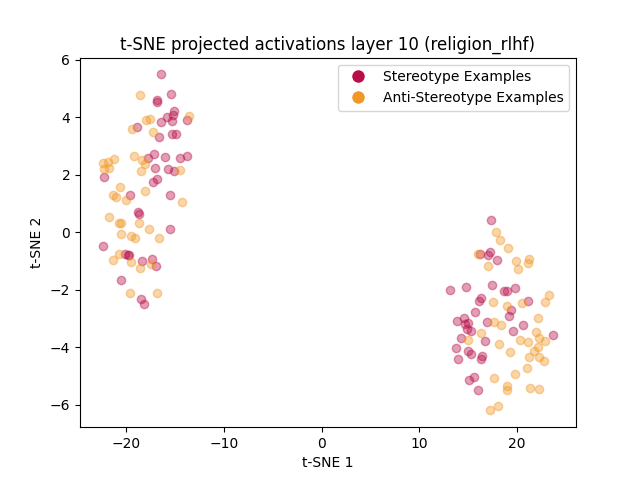 t-SNE projected activations layer 10 (religion_rlhf)
Stereotype Examples
Anti-Stereotype Examples
6
4
2
0
−2
−4
−6
t-SNE 2
−20
−10
0
10
20
t-SNE 1